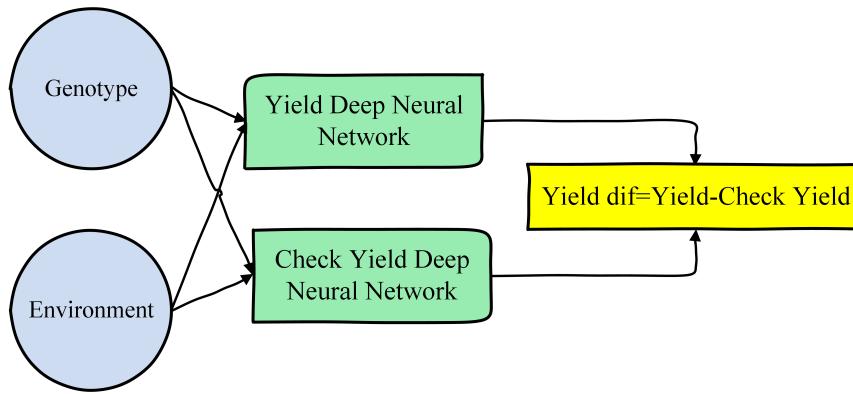 Genotype
Yield Deep Neural
Network
Yield dif=Yield-Check Yield
Check Yield Deep
Neural Network
Environment